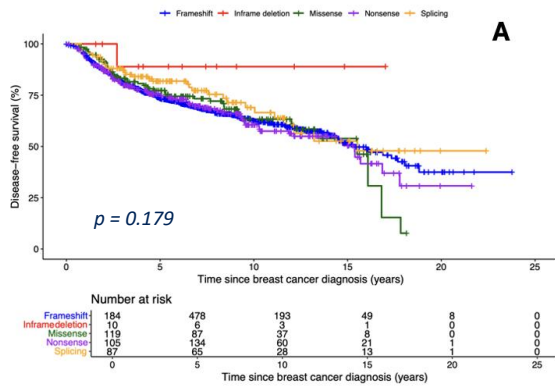 Frameshift Inframe deletion Missense Nonsense Splicing
A
100
75
50
25
0
Disease-free survival (%)
p = 0.179
0 5 10 15 20 25
Time since breast cancer diagnosis (years)
Number at risk
Frameshift 184 478 193 49 8 0
Inframedeletion 10 6 3 1 0 0
Missense 119 87 37 8 0 0
Nonsense 105 134 60 21 1 0
Splicing 87 65 28 13 1 0
0 5 10 15 20 25
Time since breast cancer diagnosis (years)